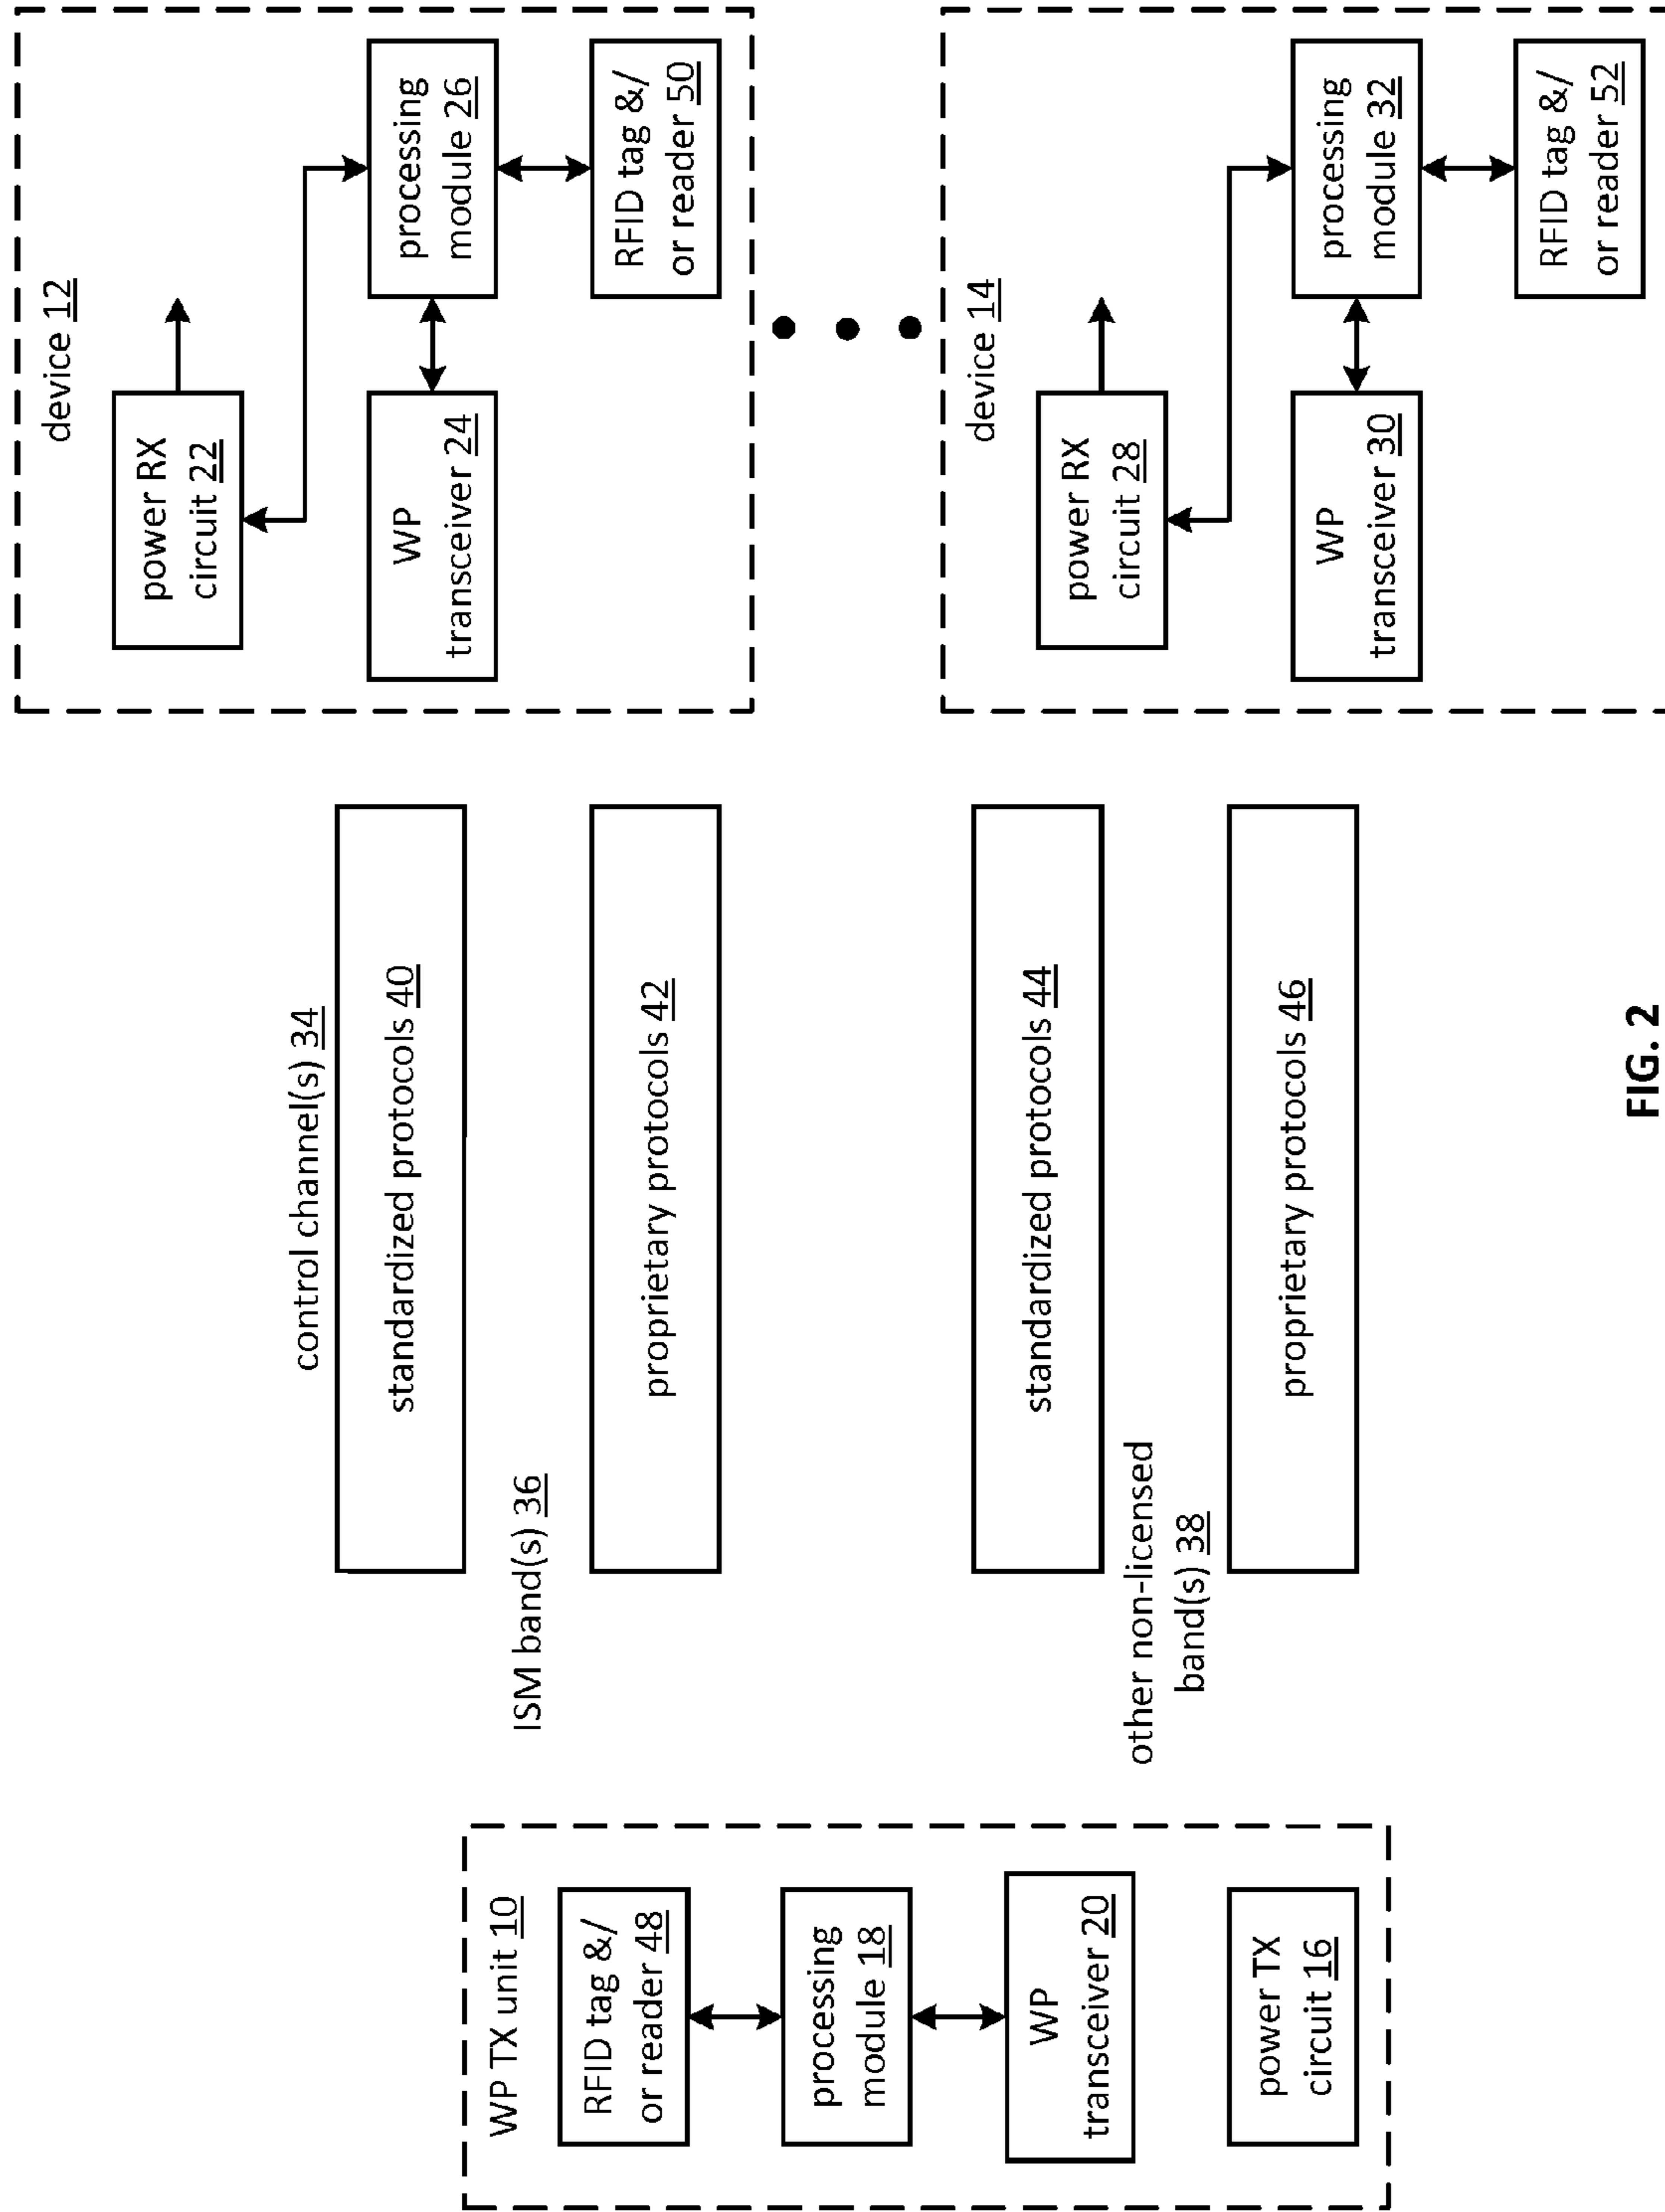 WP TX unit 10
RFID tag &/
or reader 48
processing
module 18
WP
transceiver 20
power TX
circuit 16
control channel(s) 34
standardized protocols 40
ISM band(s) 36
proprietary protocols 42
standardized protocols 44
other non-licensed
band(s) 38
proprietary protocols 46
device 12
power RX
circuit 22
WP
transceiver 24
processing
module 26
RFID tag &/
or reader 50
device 14
power RX
circuit 28
WP
transceiver 30
processing
module 32
RFID tag &/
or reader 52
FIG. 2